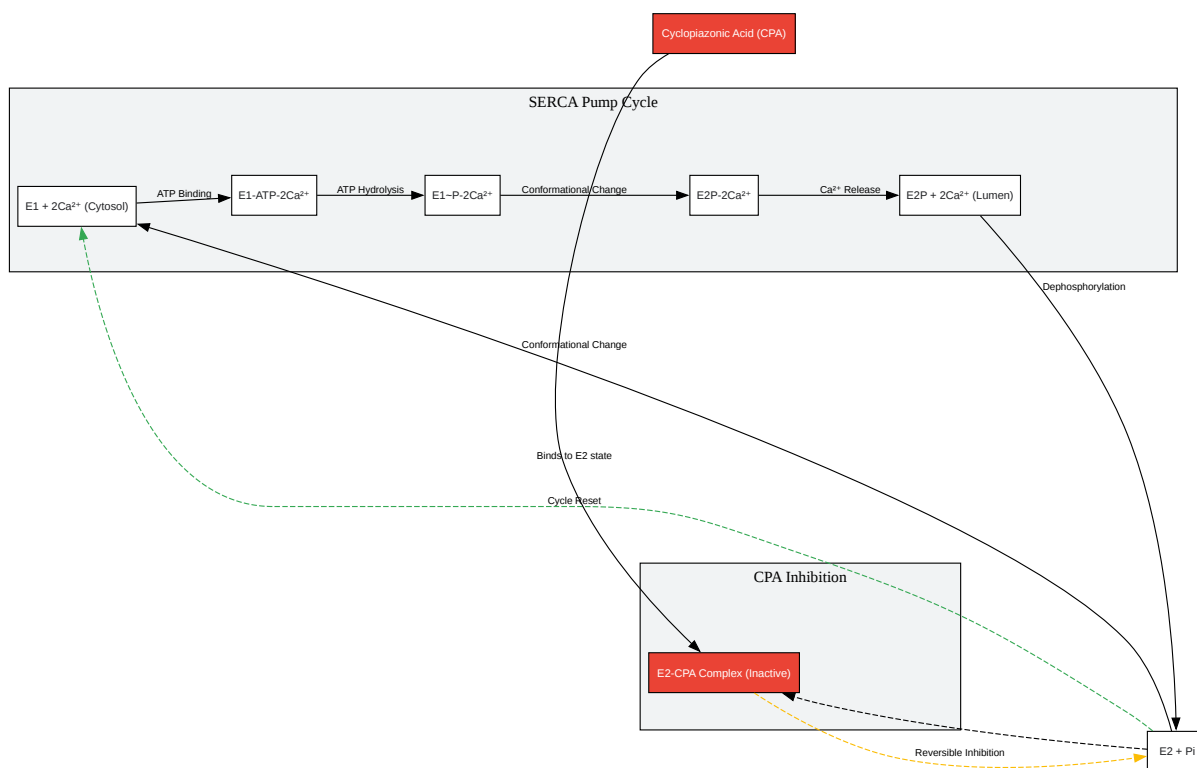 Cyclopiazonic Acid (CPA)
SERCA Pump Cycle
E1 + 2Ca²⁺ (Cytosol)
ATP Binding
E1-ATP-2Ca²⁺
ATP Hydrolysis
E1~P-2Ca²⁺
Conformational Change
E2P-2Ca²⁺
Ca²⁺ Release
E2P + 2Ca²⁺ (Lumen)
Dephosphorylation
Conformational Change
Binds to E2 state
Cycle Reset
CPA Inhibition
E2-CPA Complex (Inactive)
Reversible Inhibition
E2 + Pi